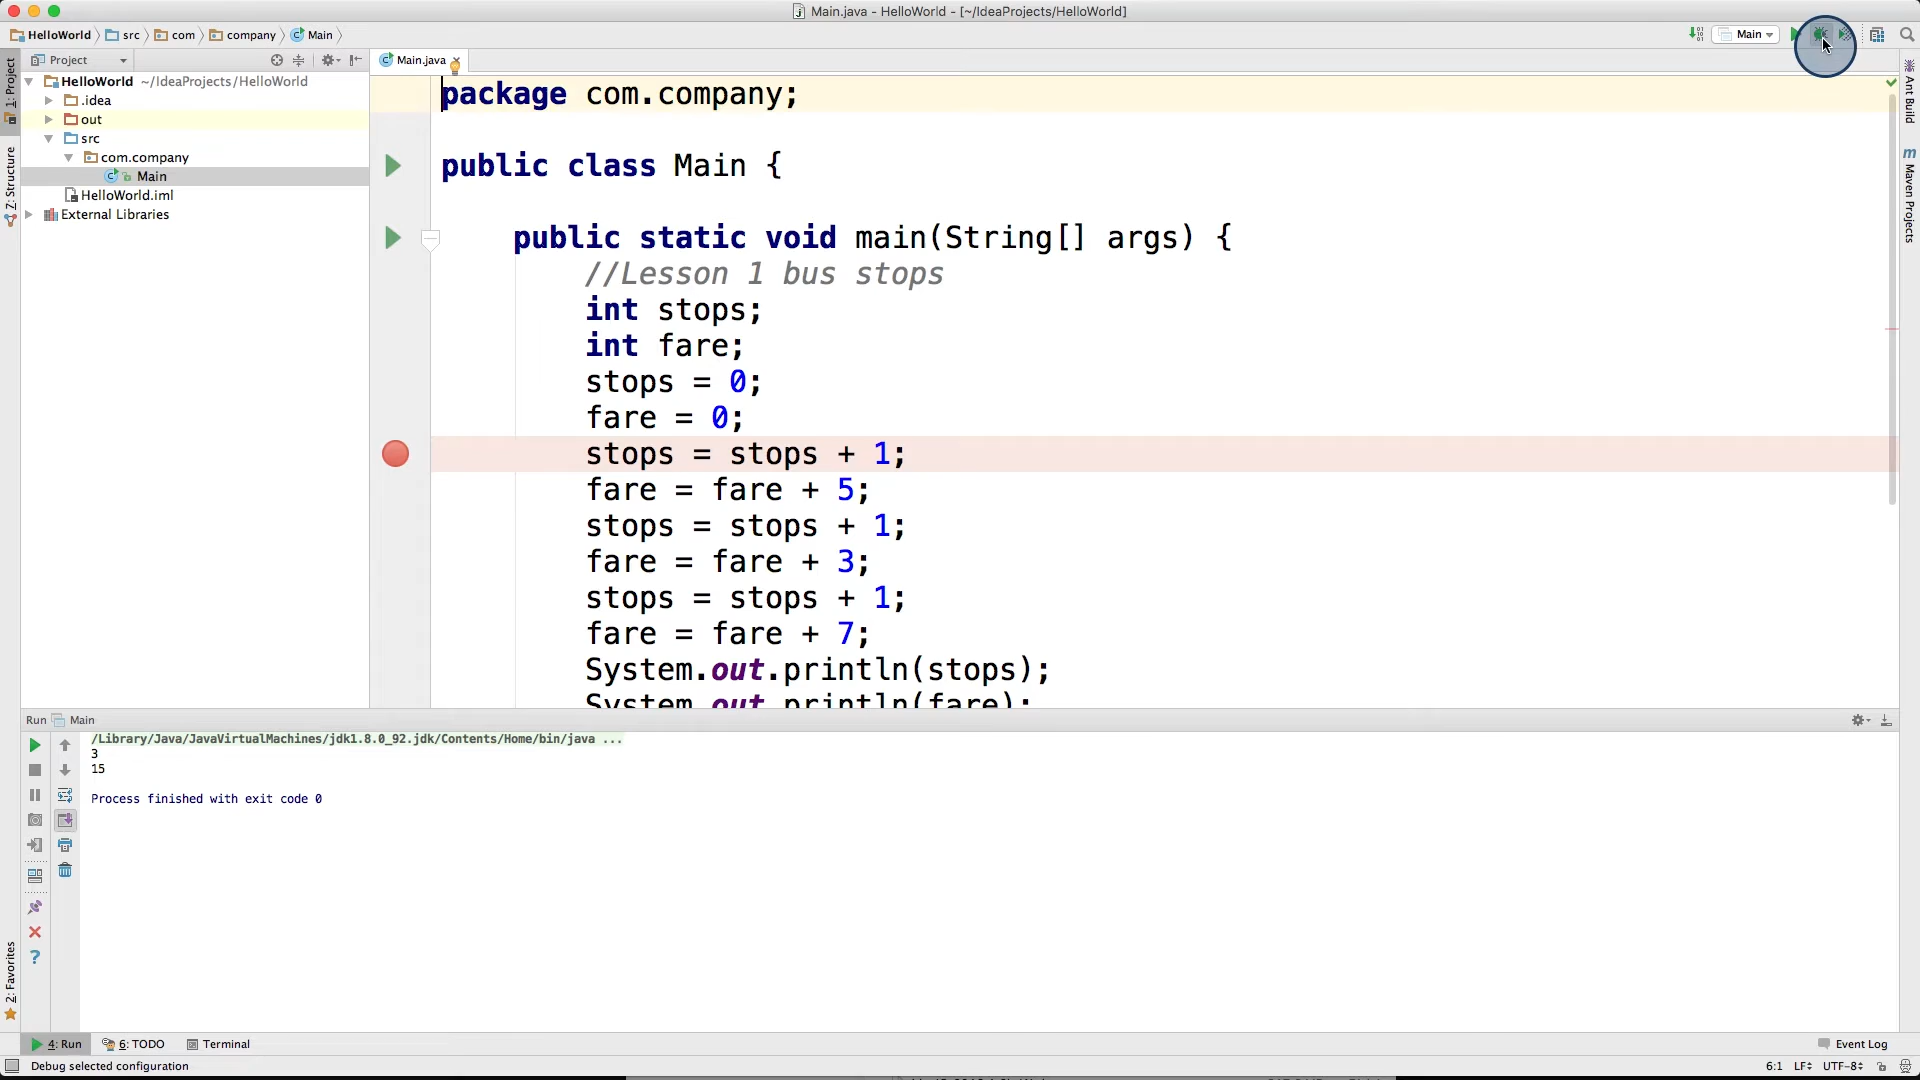 Main.java - HelloWorld - [~/IdeaProjects/HelloWorld]
HelloWorld src com company Main
Main
Project
Main.java
1: Project
Z: Structure
2: Favorites
Ant Build
m Maven Projects
HelloWorld ~/IdeaProjects/HelloWorld
.idea
out
src
com.company
Main
HelloWorld.iml
External Libraries
package com.company;
public class Main {
public static void main(String[] args) {
//Lesson 1 bus stops
int stops;
int fare;
stops = 0;
fare = 0;
stops = stops + 1;
fare = fare + 5;
stops = stops + 1;
fare = fare + 3;
stops = stops + 1;
fare = fare + 7;
System.out.println(stops);
System.out.println(fare);
Run Main
/Library/Java/JavaVirtualMachines/jdk1.8.0_92.jdk/Contents/Home/bin/java ...
3
15
Process finished with exit code 0
4: Run 6: TODO Terminal
Event Log
Debug selected configuration
6:1 LF UTF-8